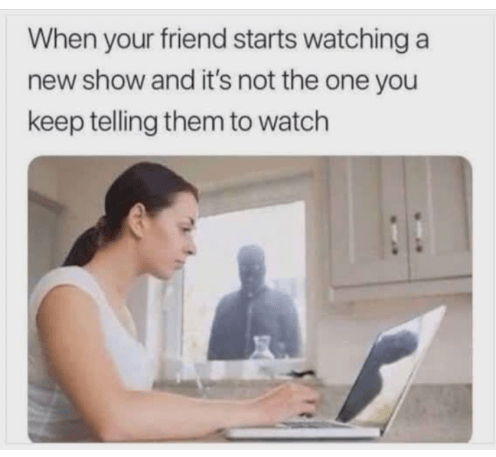 When your friend starts watching a
new show and it's not the one you
keep telling them to watch